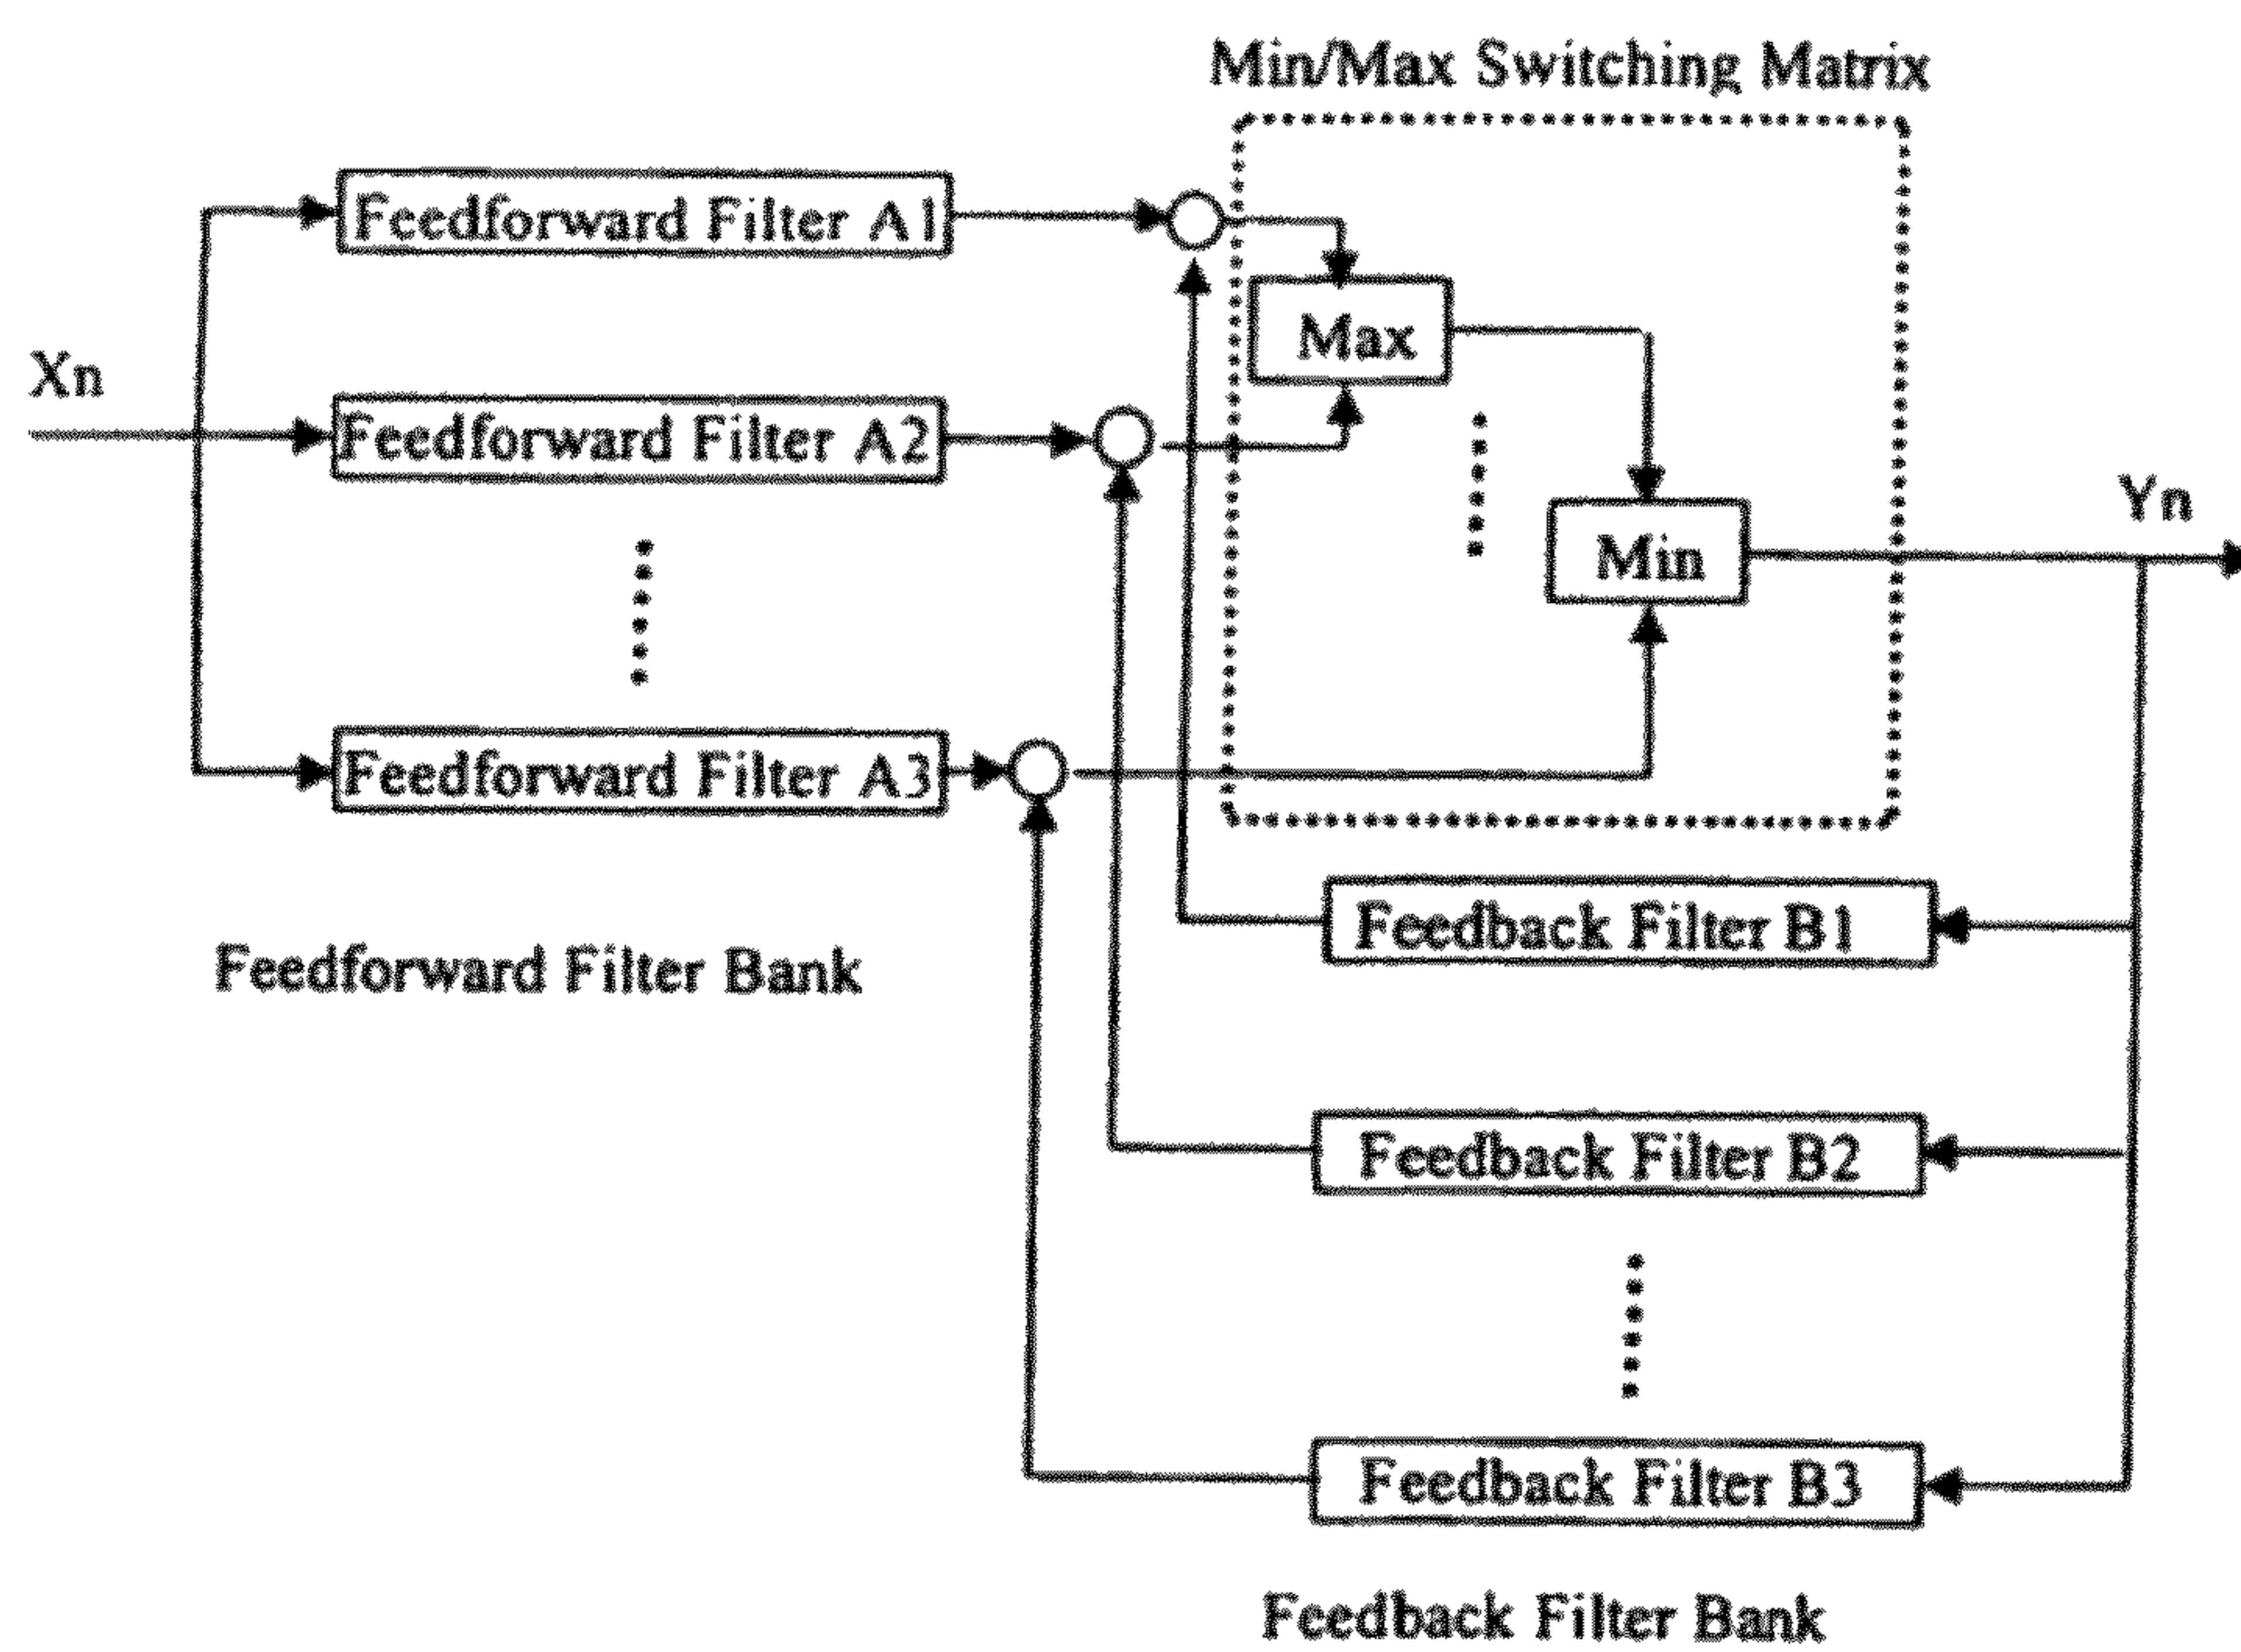 Min/Max Switching Matrix
Feedforward Filter A1
Max
Xn
Feedforward Filter A2
Yn
Min
Feedforward Filter A3
Feedback Filter B1
Feedforward Filter Bank
Feedback Filter B2
Feedback Filter B3
Feedback Filter Bank